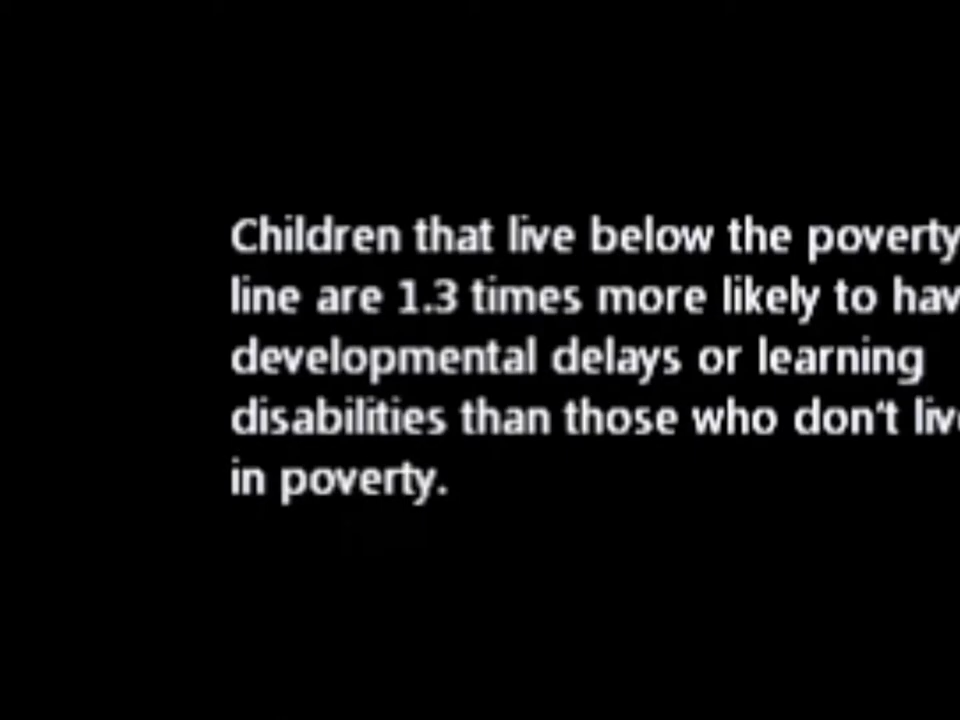 Children that live below the poverty
line are 1.3 times more likely to hav
developmental delays or learning
disabilities than those who don't liv
in poverty.